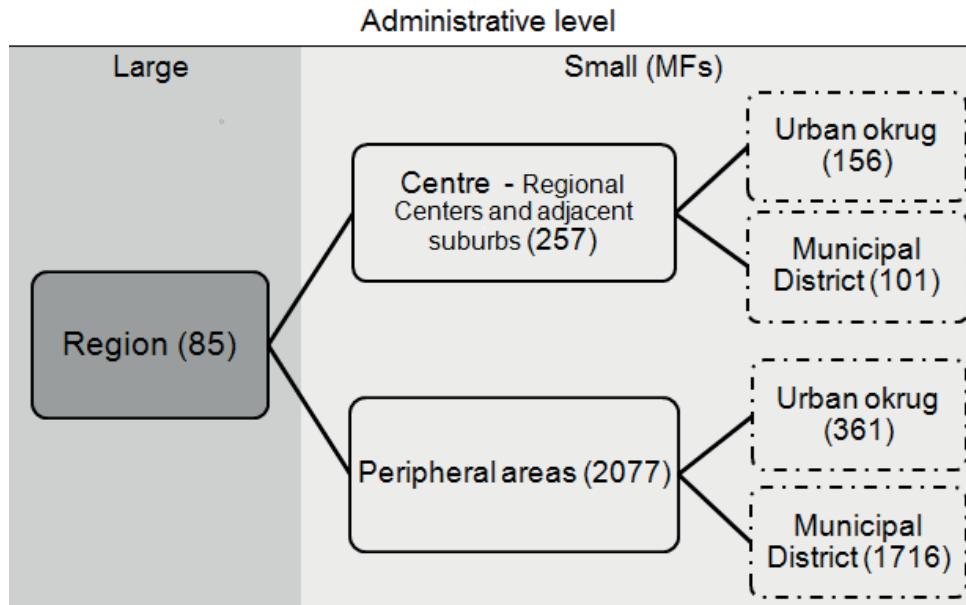 Administrative level
Large
Small (MFs)
Region (85)
Centre - Regional
Centers and adjacent
suburbs (257)
Urban okrug
(156)
Municipal
District (101)
Peripheral areas (2077)
Urban okrug
(361)
Municipal
District (1716)